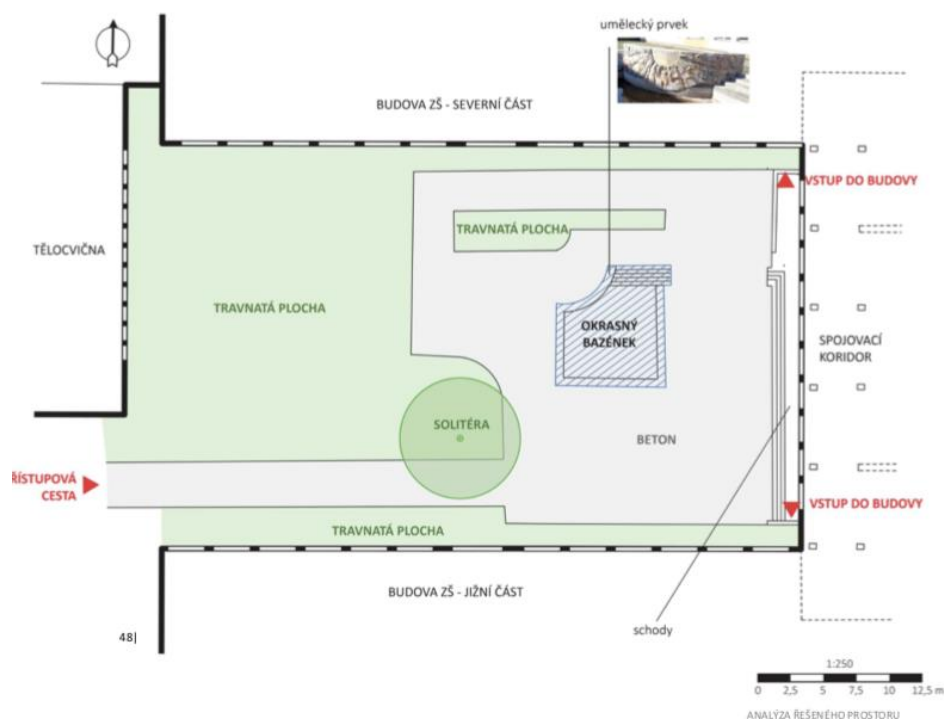 umělecký prvek
BUDOVA ZŠ - SEVERNÍ ČÁST
VSTUP DO BUDOVY
TRAVNATÁ PLOCHA
TĚLOCVIČNA
TRAVNATÁ PLOCHA
OKRASNÝ
BAZÉNEK
SPOJOVACÍ
KORIDOR
SOLITÉRA
BETON
ŘÍSTUPOVÁ
CESTA
VSTUP DO BUDOVY
TRAVNATÁ PLOCHA
BUDOVA ZŠ - JIŽNÍ ČÁST
schody
48|
1:250
0 2,5 5 7,5 10 12,5 m
ANALÝZA ŘEŠENÉHO PROSTORU